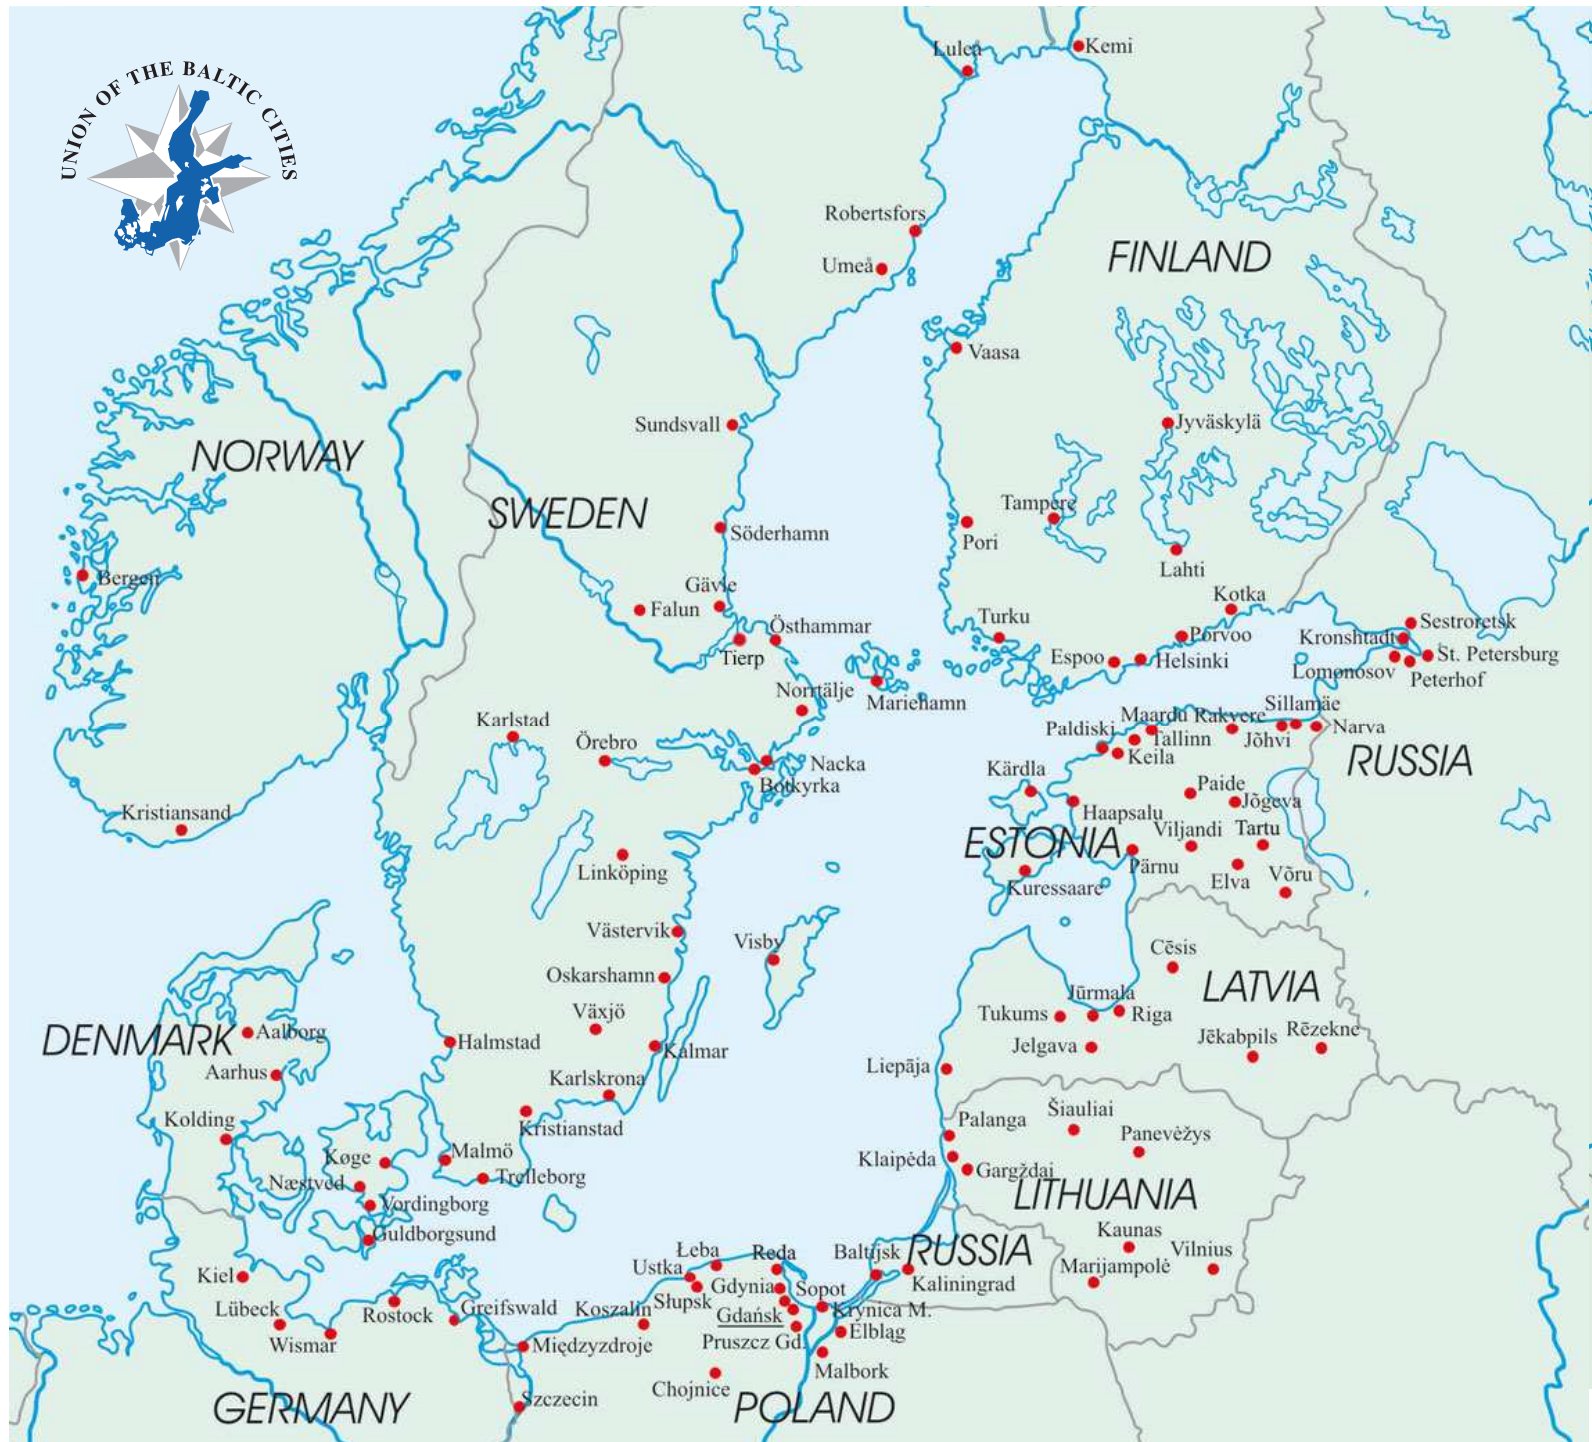 UNION OF THE BALTIC CITIES
Luleå
Kemi
Robertsfors
Umeå
FINLAND
Vaasa
Sundsvall
Jyväskylä
NORWAY
SWEDEN
Tampere
Söderhamn
Pori
Lahti
Bergen
Gävle
Falun
Kotka
Turku
Östhammar
Sestroretsk
Porvoo
Kronshtadt
Tierp
Espoo
Helsinki
St. Petersburg
Lomonosov
Peterhof
Norrtälje
Mariehamn
Karlstad
Sillamäe
Maardu
Rakvere
Paldiski
Narva
Örebro
Tallinn
Jõhvi
Keila
Nacka
RUSSIA
Kärdla
Botkyrka
Paide
Jõgeva
Kristiansand
Haapsalu
Viljandi
Tartu
ESTONIA
Linköping
Pärnu
Kuressaare
Elva
Võru
Västervik
Visby
Cēsis
Oskarshamn
LATVIA
Jūrmala
Växjö
Tukums
Riga
DENMARK
Aalborg
Halmstad
Kalmar
Jelgava
Jēkabpils
Rēzekne
Aarhus
Liepāja
Karlskrona
Kolding
Kristianstad
Palanga
Šiauliai
Panevėžys
Køge
Malmö
Klaipėda
Gargždai
Næstved
Trelleborg
LITHUANIA
Vordingborg
Guldborgsund
Kaunas
Łeba
Reda
Baltijsk
RUSSIA
Vilnius
Kiel
Ustka
Marijampolė
Gdynia
Sopot
Kaliningrad
Lübeck
Rostock
Greifswald
Koszalin
Słupsk
Gdańsk
Krynica M.
Wismar
Międzyzdroje
Pruszcz Gd.
Elbląg
Malbork
Chojnice
Szczecin
GERMANY
POLAND